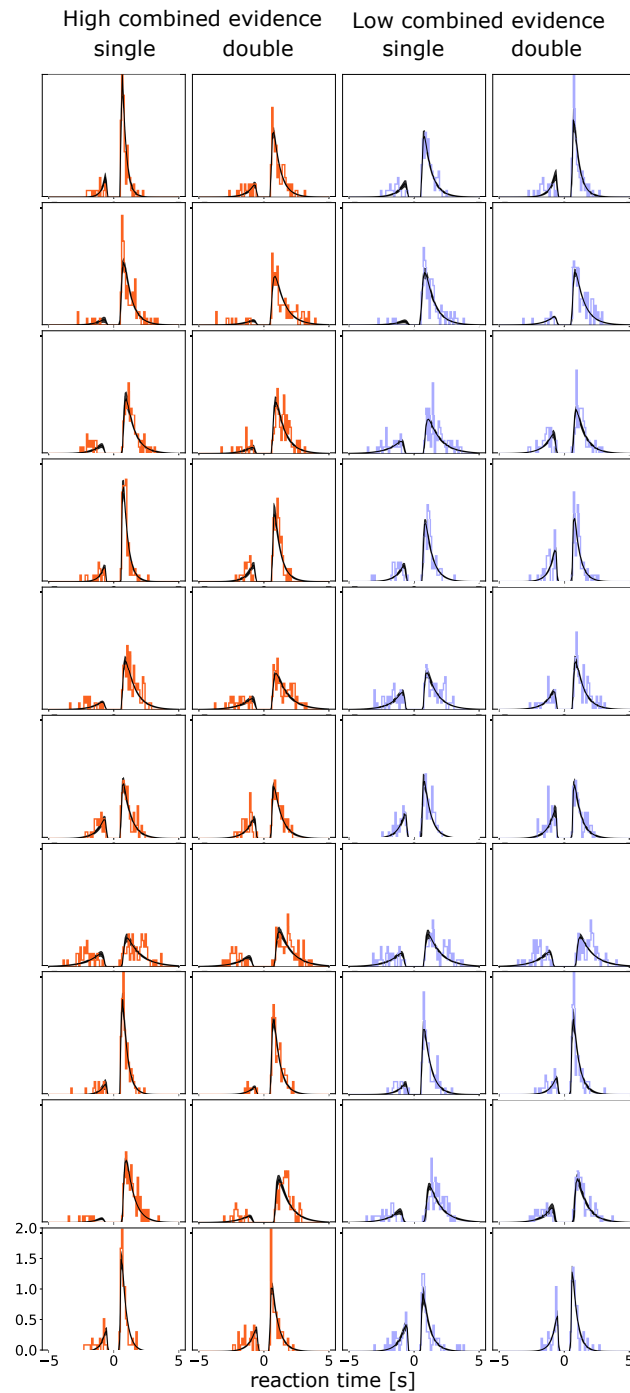 High combined evidence Low combined evidence
single double single double
2.0
1.5
1.0
0.5
0.0
−5 0 5 −5 0 5 −5 0 5 −5 0 5
reaction time [s]